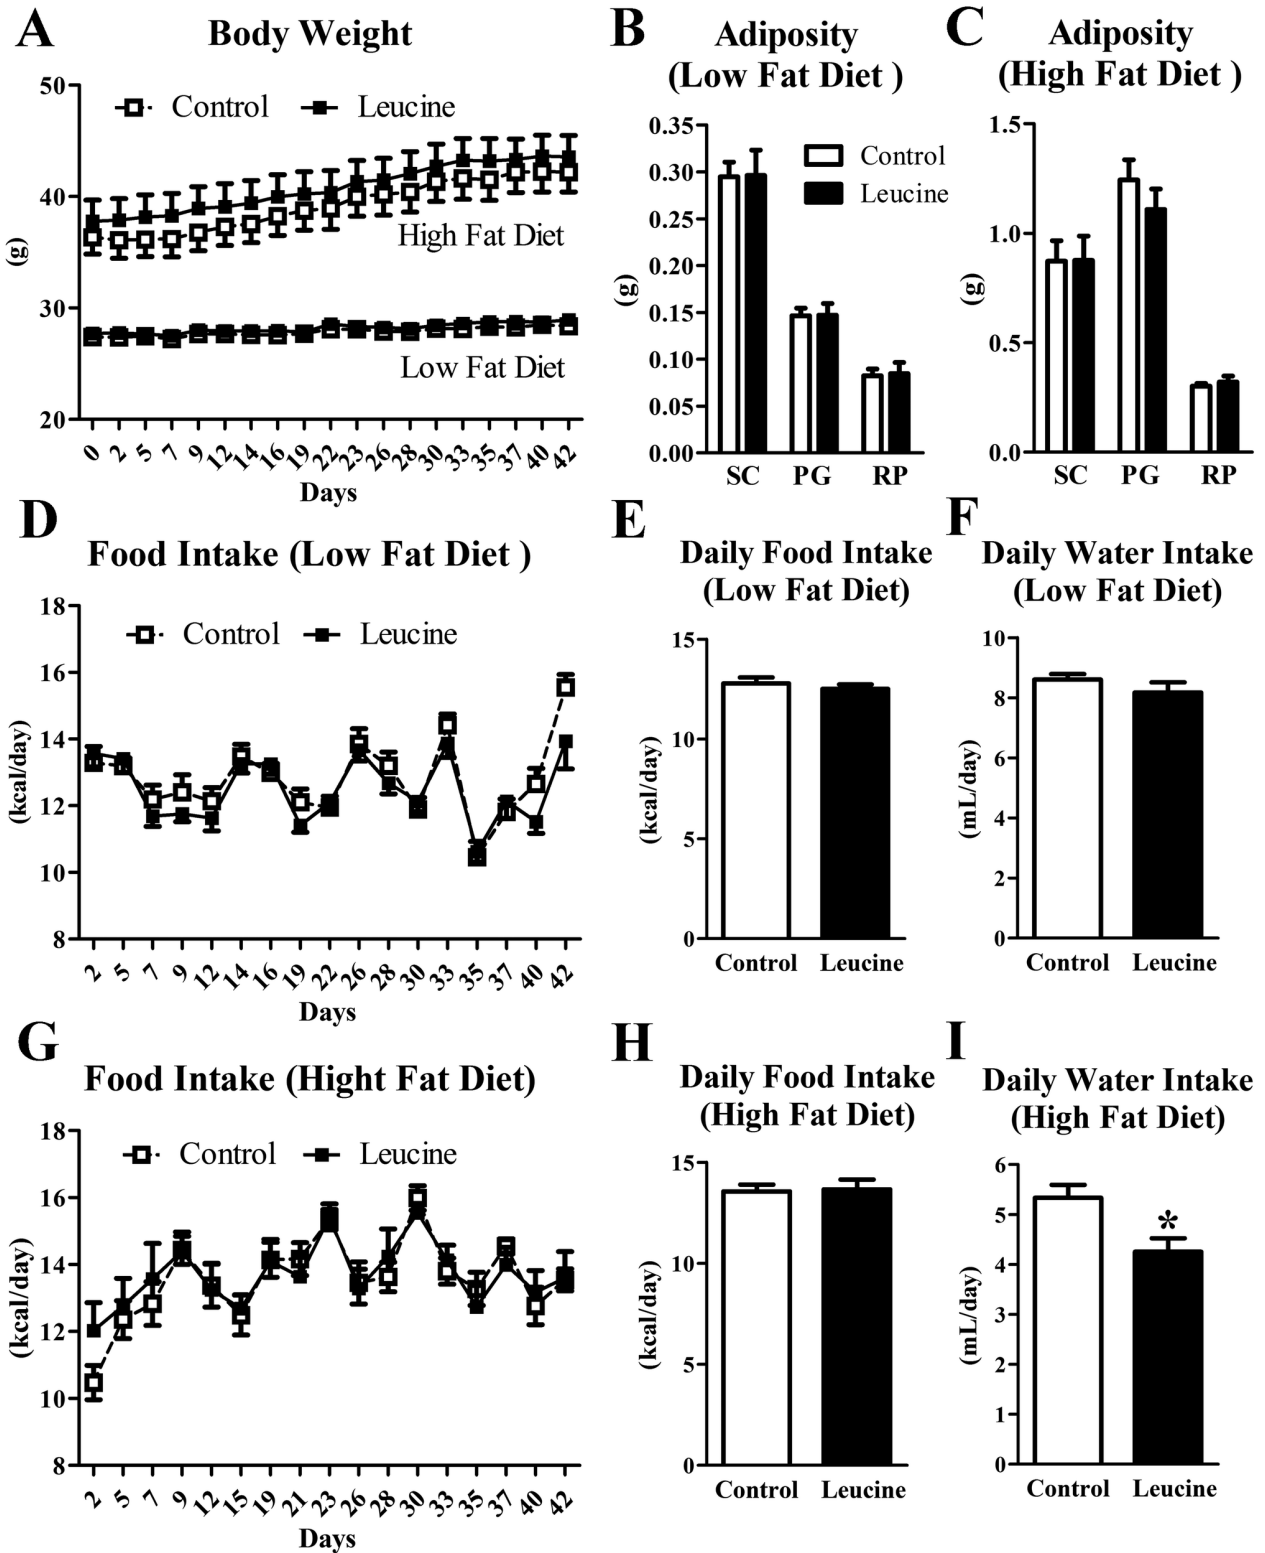 A
Body Weight
50
40
30
20
(g)
Control
Leucine
High Fat Diet
Low Fat Diet
0 2 5 7 9 12 14 16 19 22 23 26 28 30 33 35 37 40 42
Days
B
Adiposity
(Low Fat Diet )
0.35
0.30
0.25
0.20
0.15
0.10
0.05
0.00
(g)
Control
Leucine
SC PG RP
C
Adiposity
(High Fat Diet )
1.5
1.0
0.5
0.0
(g)
SC PG RP
D
Food Intake (Low Fat Diet )
18
16
14
12
10
8
(kcal/day)
Control
Leucine
2 5 7 9 12 14 16 19 22 26 28 30 33 35 37 40 42
Days
E
Daily Food Intake
(Low Fat Diet)
15
10
5
0
(kcal/day)
Control Leucine
F
Daily Water Intake
(Low Fat Diet)
10
8
6
4
2
0
(mL/day)
Control Leucine
G
Food Intake (Hight Fat Diet)
18
16
14
12
10
8
(kcal/day)
Control
Leucine
2 5 7 9 12 15 19 21 23 26 28 30 33 35 37 40 42
Days
H
Daily Food Intake
(High Fat Diet)
15
10
5
0
(kcal/day)
Control Leucine
I
Daily Water Intake
(High Fat Diet)
6
5
4
3
2
1
0
(mL/day)
*
Control Leucine